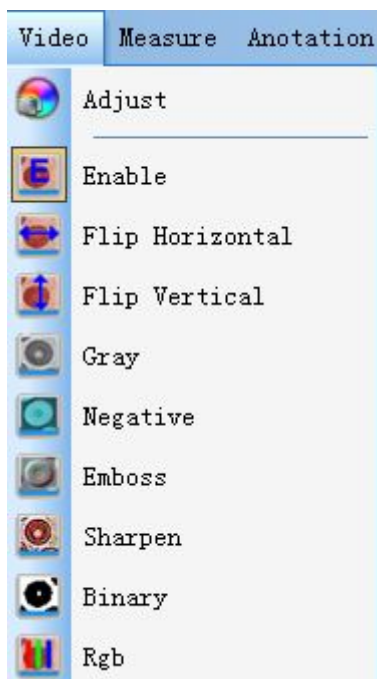 Video Measure Anotation
Adjust
E
Enable
Flip Horizontal
Flip Vertical
Gray
Negative
Emboss
Sharpen
Binary
Rgb